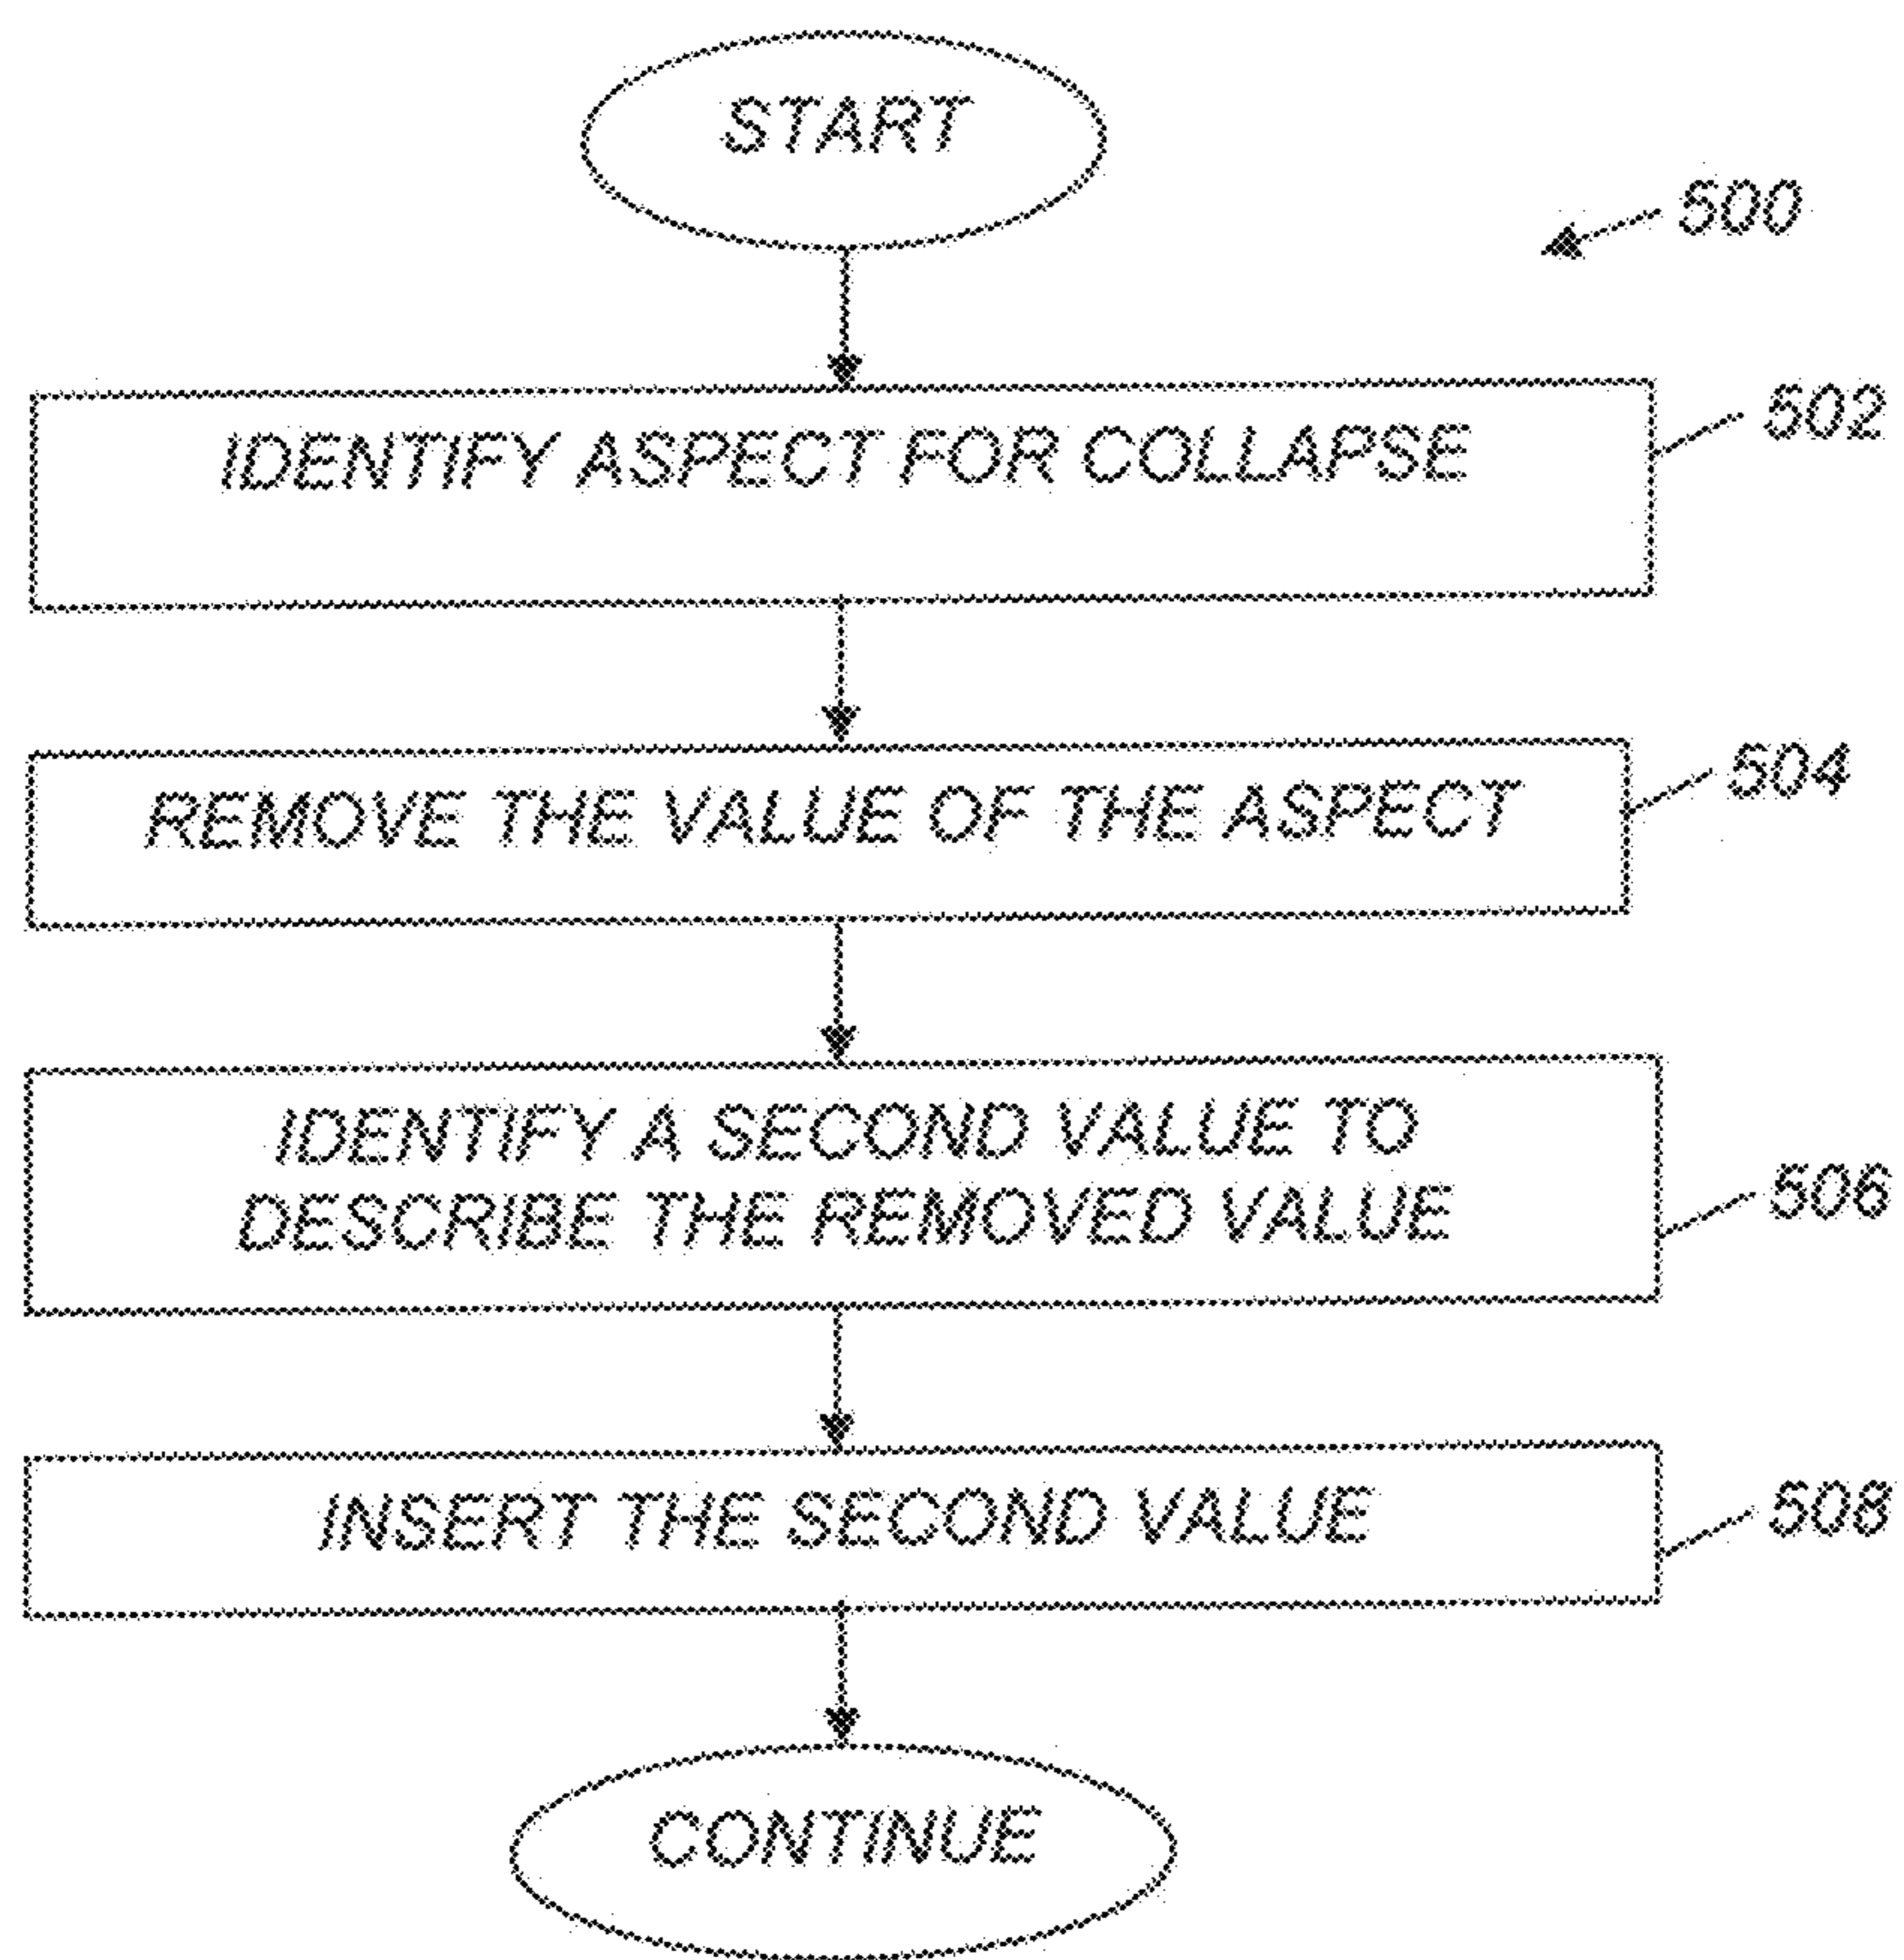 START
500
IDENTIFY ASPECT FOR COLLAPSE
502
REMOVE THE VALUE OF THE ASPECT
504
IDENTIFY A SECOND VALUE TO
DESCRIBE THE REMOVED VALUE
506
INSERT THE SECOND VALUE
508
CONTINUE